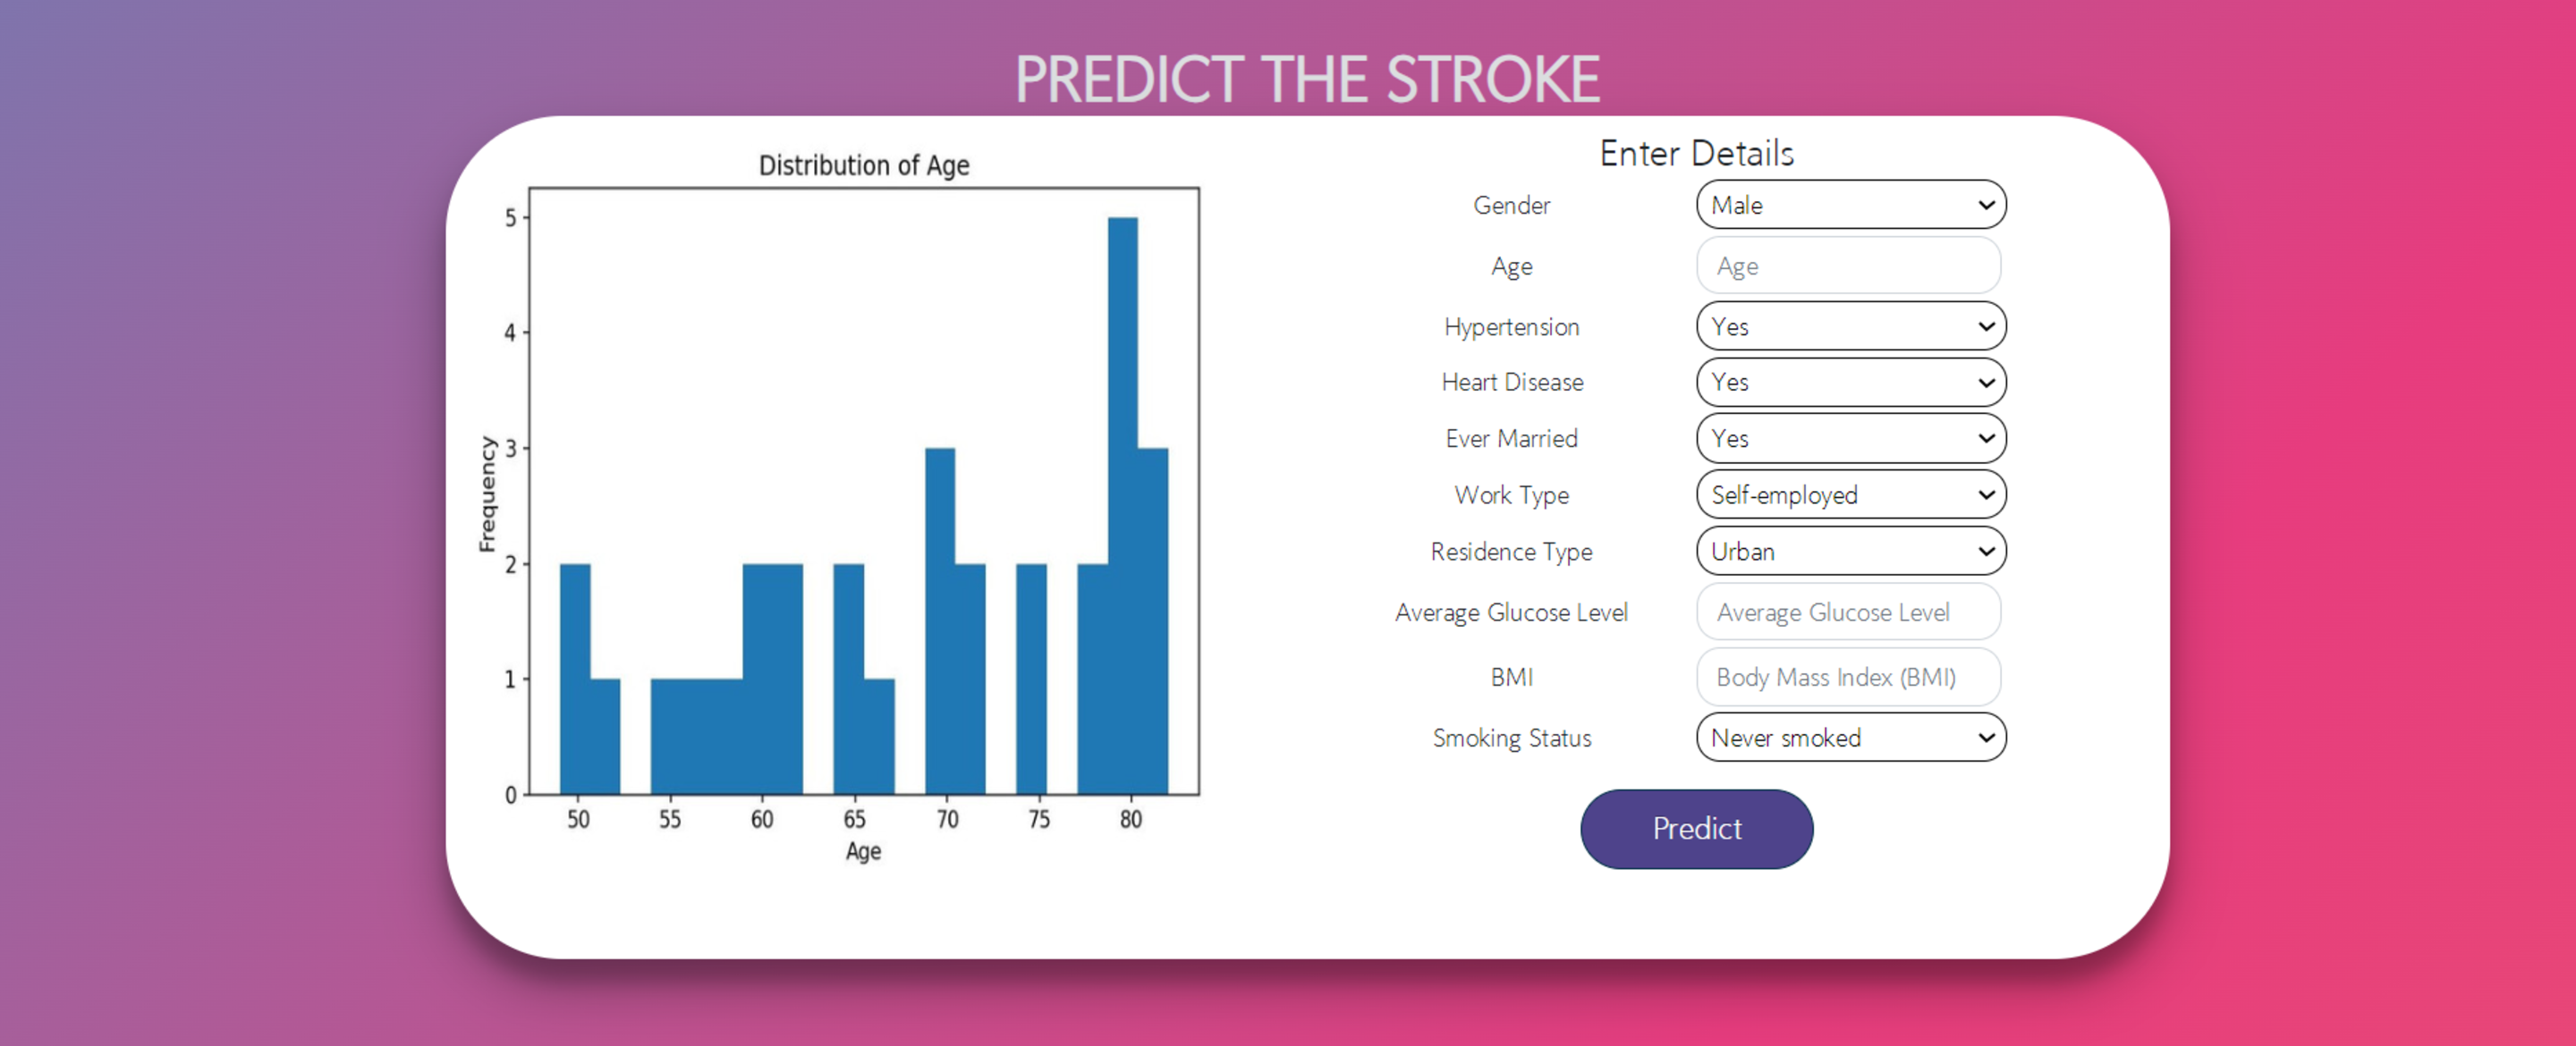 PREDICT THE STROKE
Distribution of Age
5
4
3
2
1
0
Frequency
50 55 60 65 70 75 80
Age
Enter Details
Gender Male
Age Age
Hypertension Yes
Heart Disease Yes
Ever Married Yes
Work Type Self-employed
Residence Type Urban
Average Glucose Level Average Glucose Level
BMI Body Mass Index (BMI)
Smoking Status Never smoked
Predict